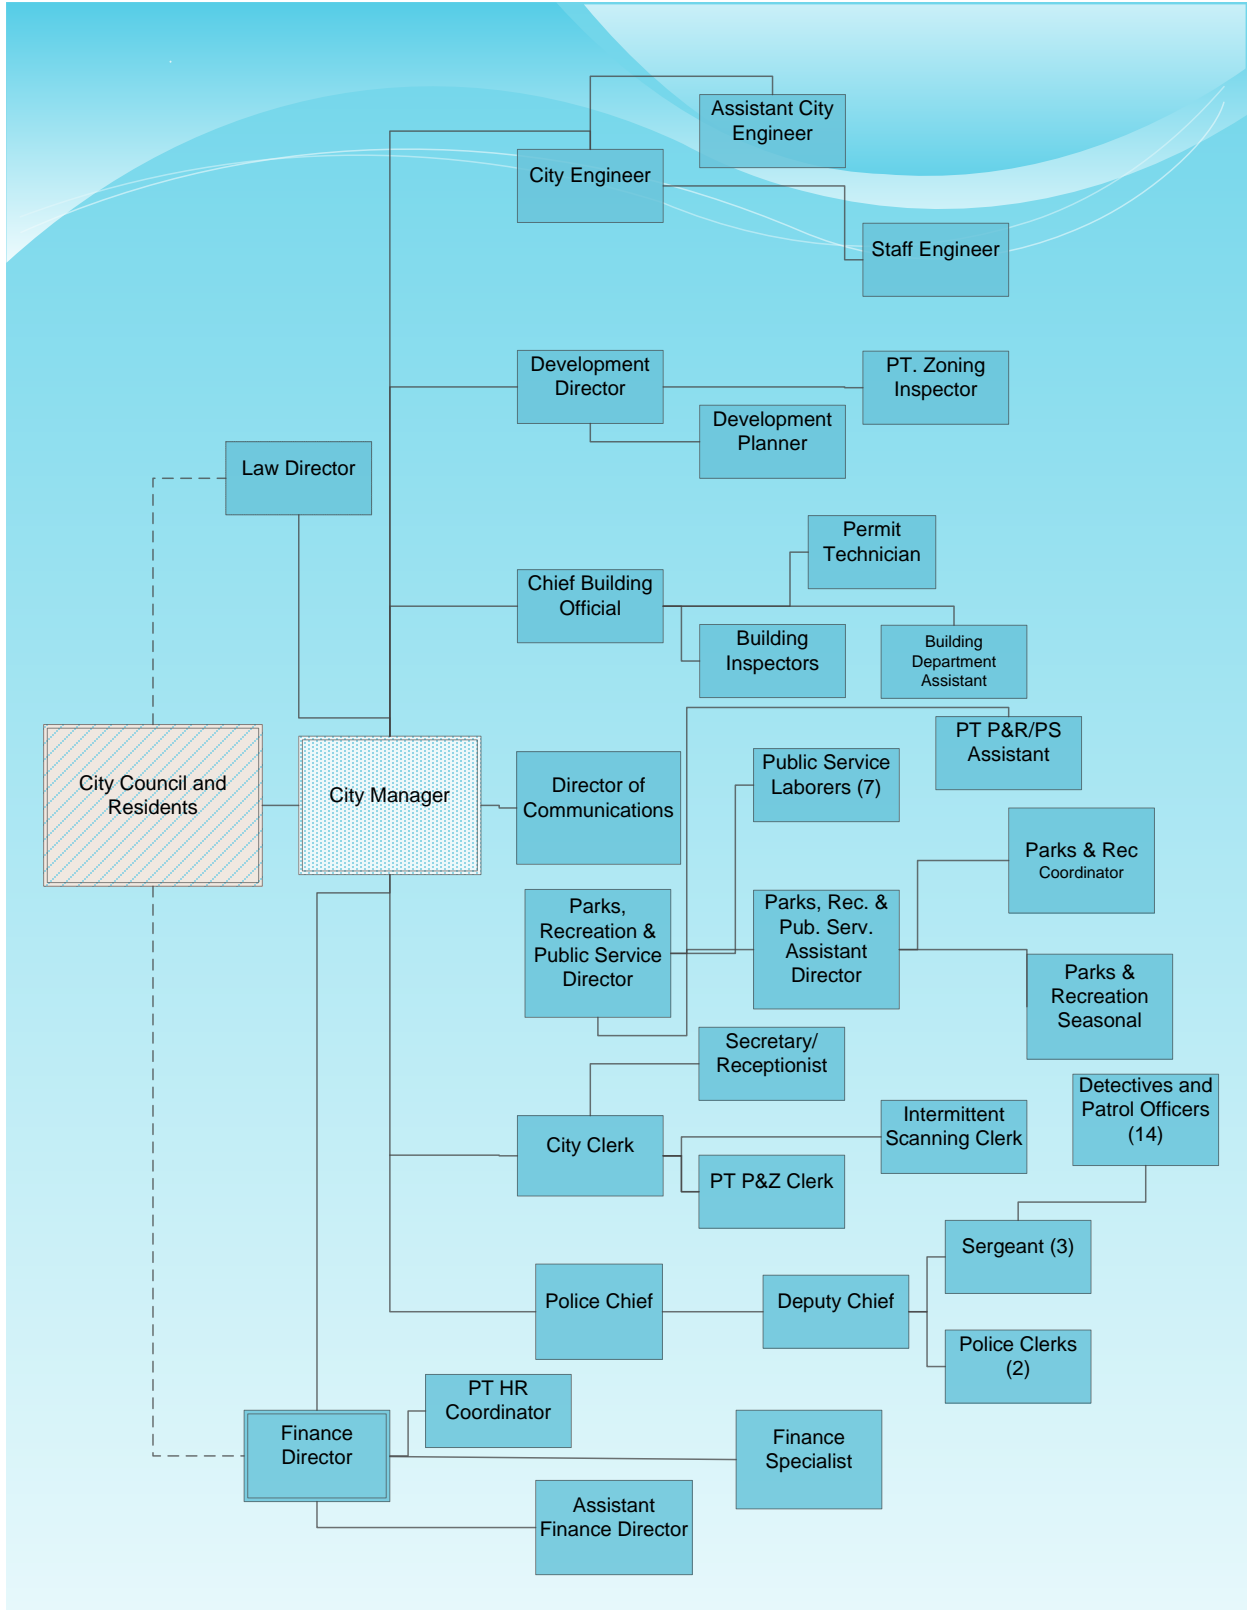 Assistant City
Engineer
City Engineer
Staff Engineer
Development
Director
PT. Zoning
Inspector
Development
Planner
Law Director
Permit
Technician
Chief Building
Official
Building
Inspectors
Building
Department
Assistant
PT P&R/PS
Assistant
Public Service
Laborers (7)
City Council and
Residents
City Manager
Director of
Communications
Parks & Rec
Coordinator
Parks,
Recreation &
Public Service
Director
Parks, Rec. &
Pub. Serv.
Assistant
Director
Parks &
Recreation
Seasonal
Secretary/
Receptionist
Detectives and
Patrol Officers
(14)
Intermittent
Scanning Clerk
City Clerk
PT P&Z Clerk
Sergeant (3)
Police Chief
Deputy Chief
Police Clerks
(2)
PT HR
Coordinator
Finance
Director
Finance
Specialist
Assistant
Finance Director